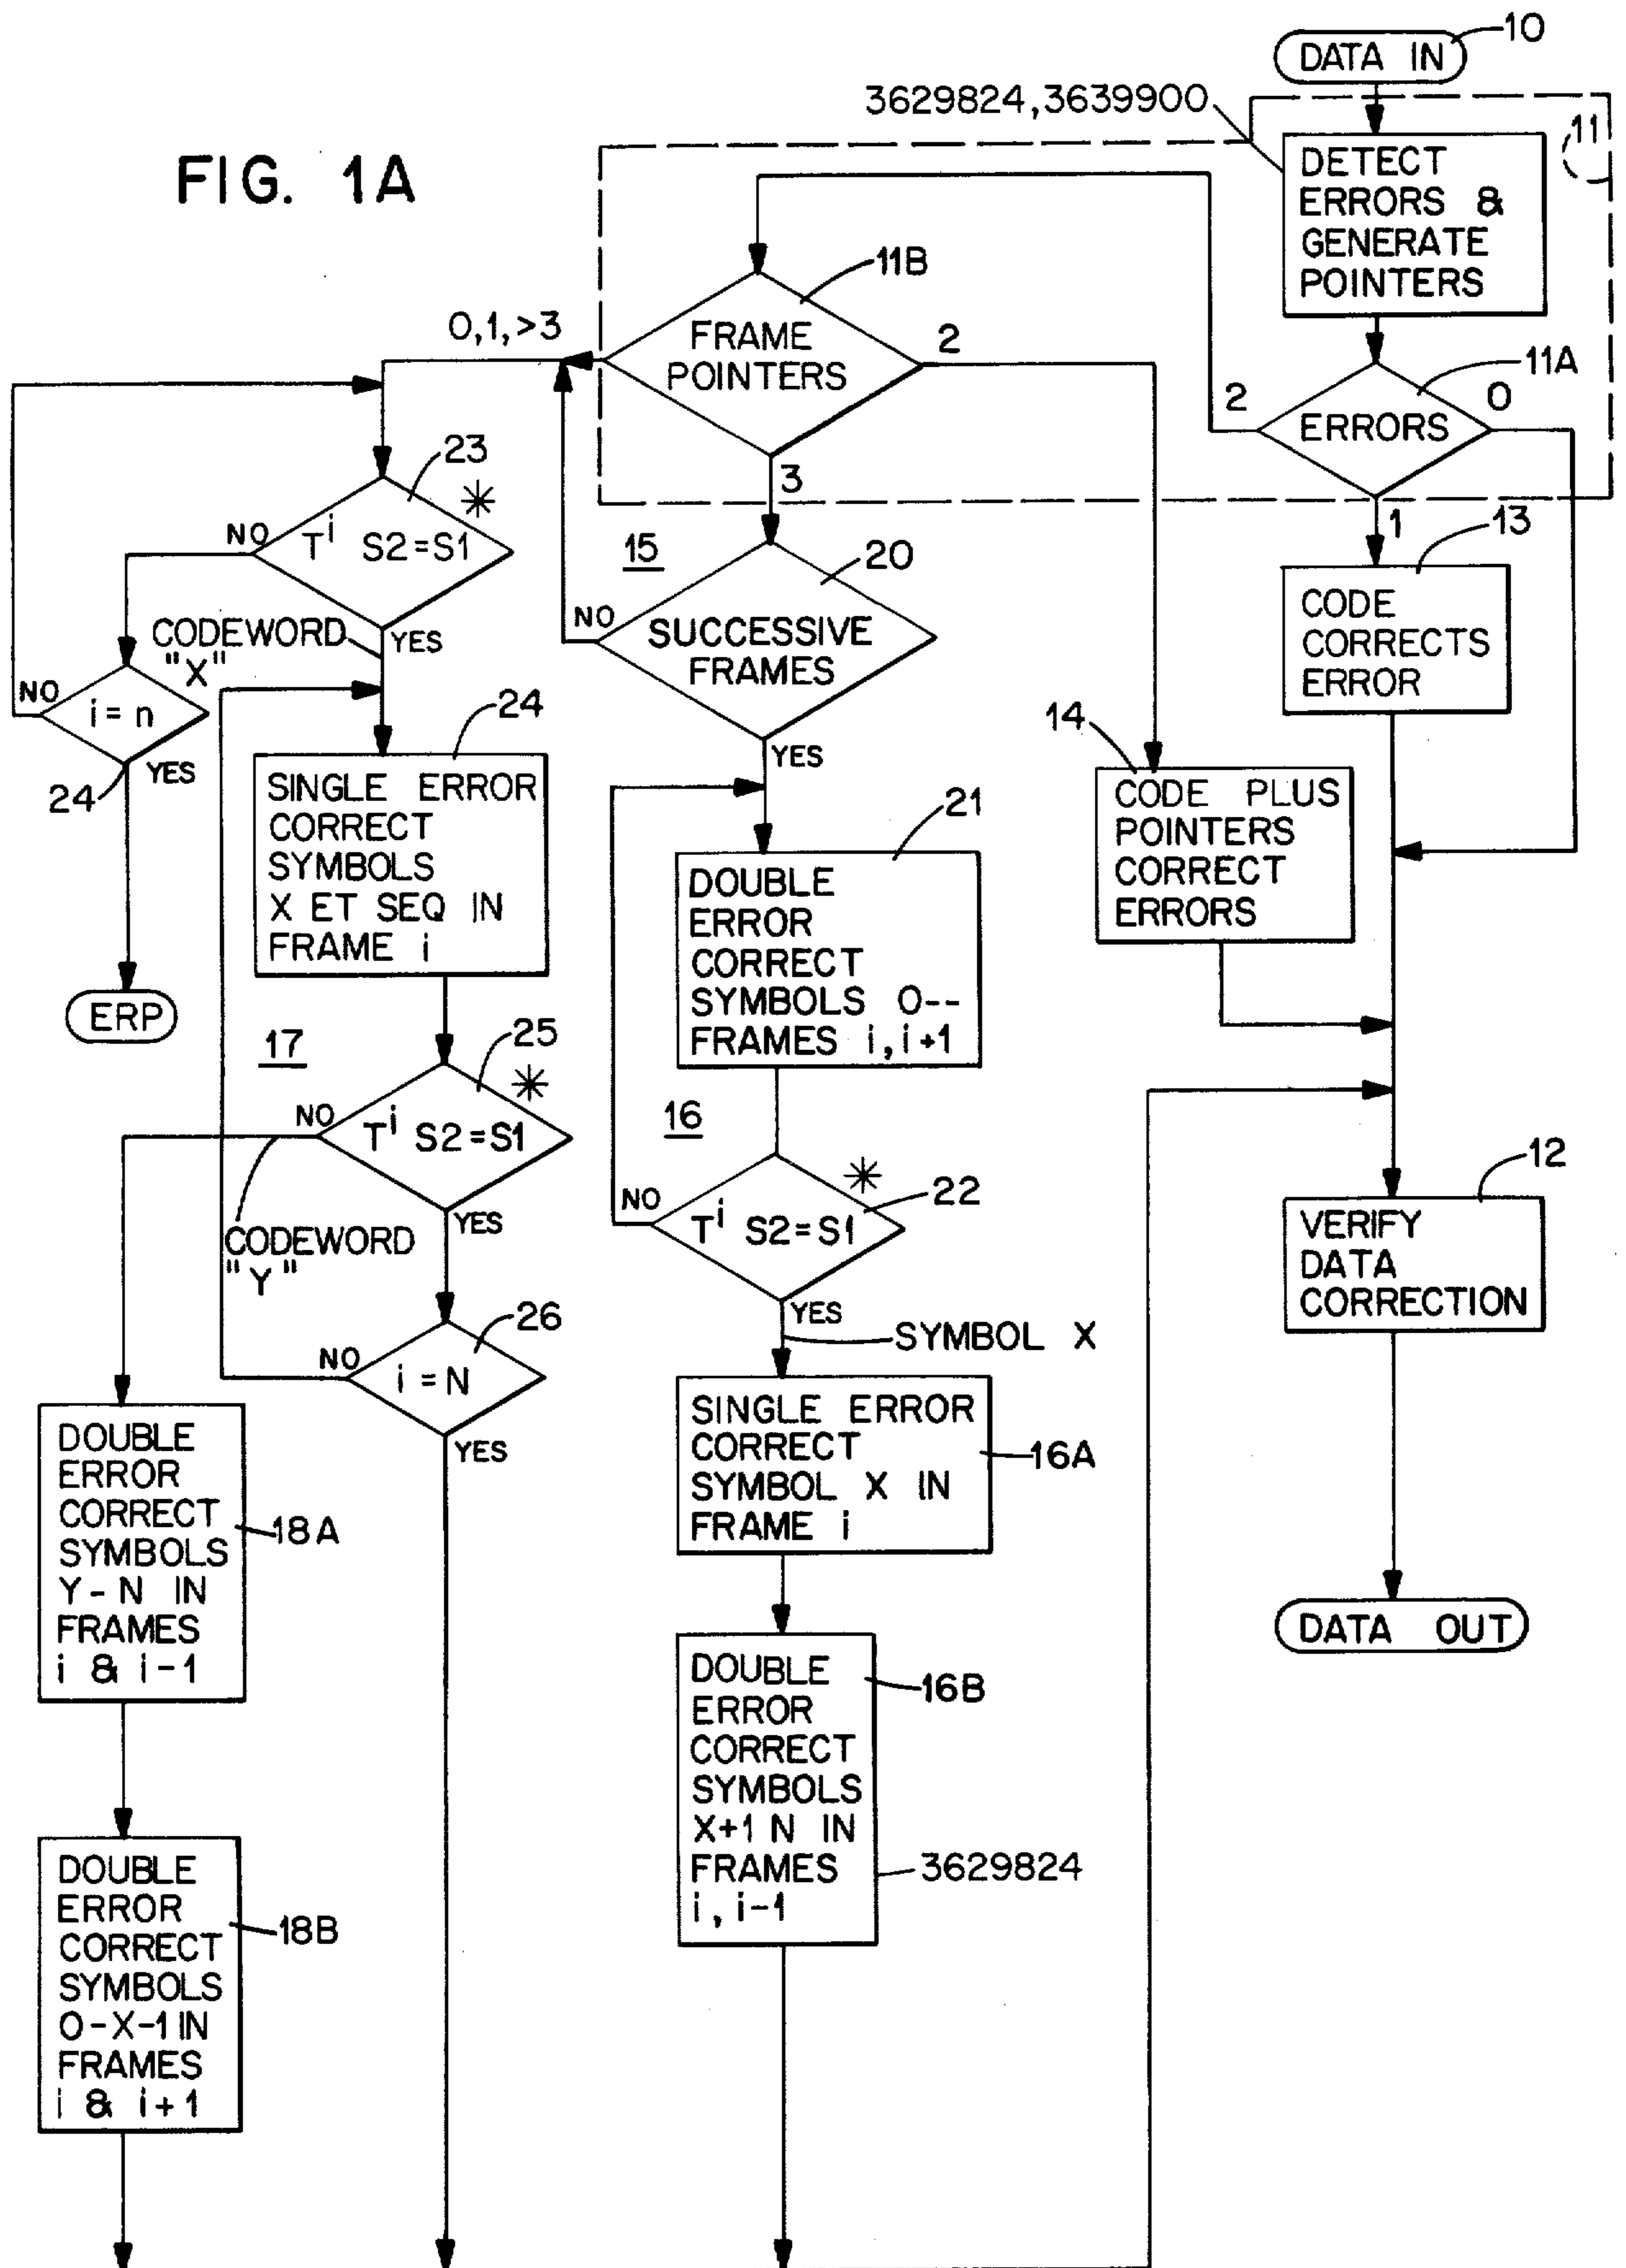 FIG. 1A
10
DATA IN
3629824,3639900
11
DETECT
ERRORS &
GENERATE
POINTERS
11B
FRAME
POINTERS
0,1,>3
2
3
11A
ERRORS
2
0
1
23
*
T^i S2=S1
NO
YES
CODEWORD
"X"
i = n
NO
YES
24
ERP
15
20
SUCCESSIVE
FRAMES
NO
YES
13
CODE
CORRECTS
ERROR
14
CODE PLUS
POINTERS
CORRECT
ERRORS
24
SINGLE ERROR
CORRECT
SYMBOLS
X ET SEQ IN
FRAME i
21
DOUBLE
ERROR
CORRECT
SYMBOLS 0--
FRAMES i, i+1
17
25
*
T^i S2=S1
NO
YES
CODEWORD
"Y"
16
*
22
T^i S2=S1
NO
YES
SYMBOL X
12
VERIFY
DATA
CORRECTION
26
i = N
NO
YES
SINGLE ERROR
CORRECT
SYMBOL X IN
FRAME i
16A
DOUBLE
ERROR
CORRECT
SYMBOLS
Y-N IN
FRAMES
i & i-1
18A
DATA OUT
DOUBLE
ERROR
CORRECT
SYMBOLS
X+1 N IN
FRAMES
i, i-1
16B
3629824
DOUBLE
ERROR
CORRECT
SYMBOLS
0-X-1 IN
FRAMES
i & i+1
18B